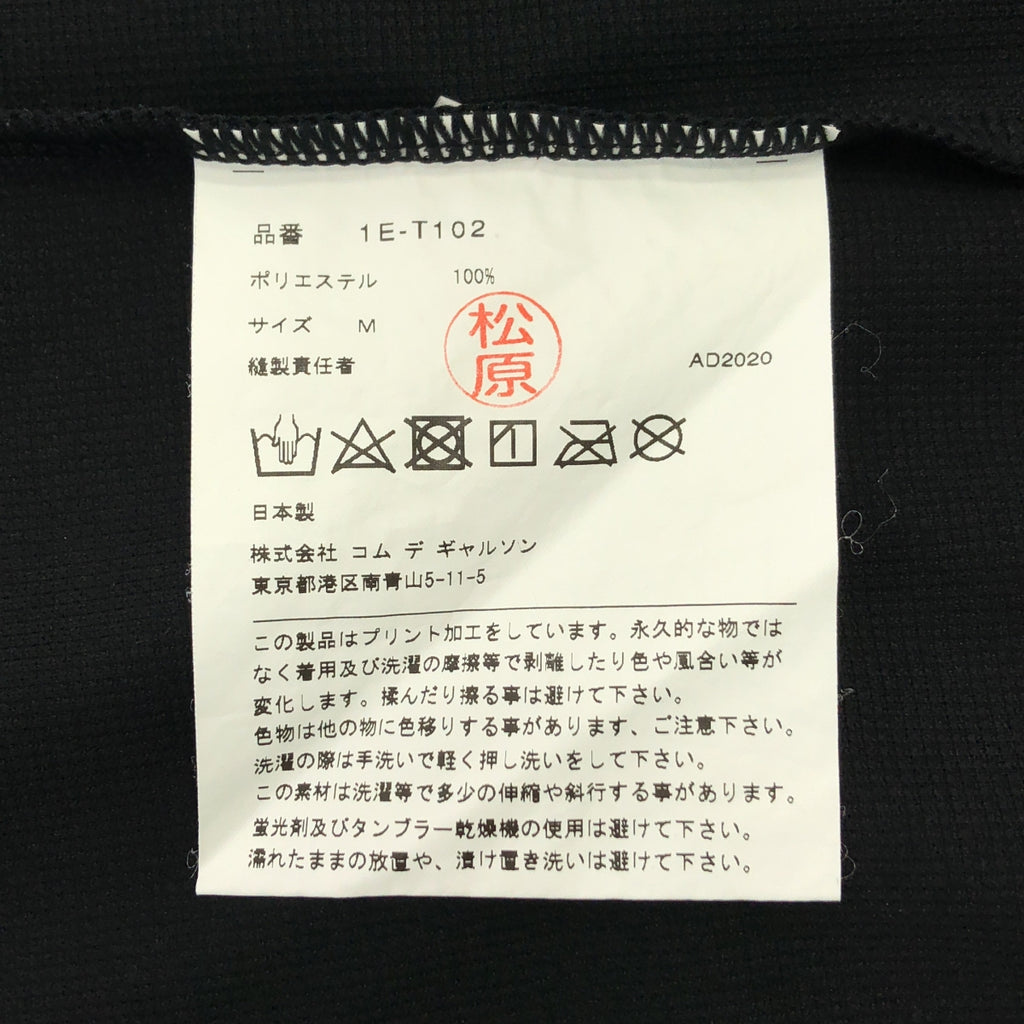 品番 1E-T102
ポリエステル 100%
サイズ M
松原
縫製責任者 AD2020
日本製
株式会社 コム デ ギャルソン
東京都港区南青山5-11-5
この製品はプリント加工をしています。永久的な物では
なく着用及び洗濯の摩擦等で剥離したり色や風合い等が
変化します。揉んだり擦る事は避けて下さい。
色物は他の物に色移りする事があります、ご注意下さい。
洗濯の際は手洗いで軽く押し洗いをして下さい。
この素材は洗濯等で多少の伸縮や斜行する事があります。
蛍光剤及びタンブラー乾燥機の使用は避けて下さい。
濡れたままの放置や、漬け置き洗いは避けて下さい。